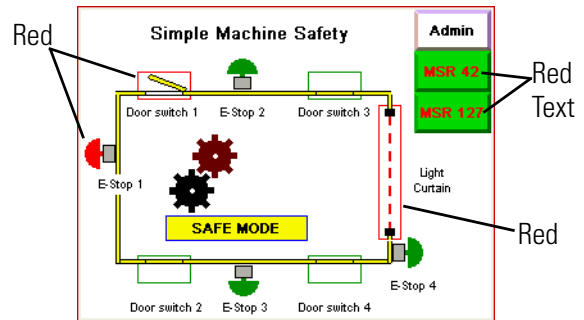 Simple Machine Safety
Admin
Red
MSR 42
Red
Text
MSR 127
Door switch 1
E-Stop 2
Door switch 3
E-Stop 1
Light
Curtain
SAFE MODE
Red
E-Stop 4
Door switch 2
E-Stop 3
Door switch 4